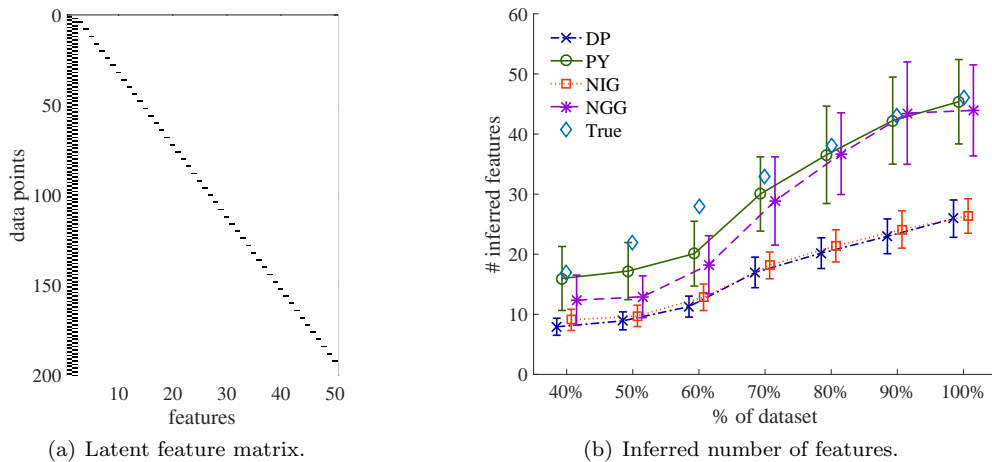 0
50
100
150
200
data points
10
20
30
40
50
features
(a) Latent feature matrix.
60
50
40
30
20
10
0
# inferred features
DP
PY
NIG
NGG
True
40%
50%
60%
70%
80%
90%
100%
% of dataset
(b) Inferred number of features.